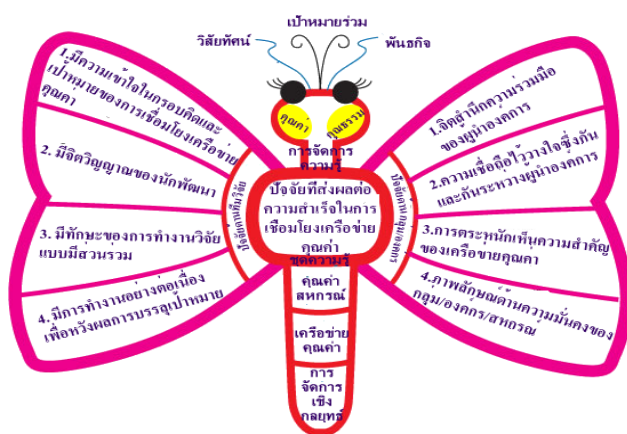 เป้าหมายร่วม
วิสัยทัศน์
พันธกิจ
คุณค่า
คุณธรรม
การจัดการ
ความรู้
ปัจจัยที่ส่งผลต่อ
ความสำเร็จในการ
เชื่อมโยงเครือข่าย
คุณค่า
ปัจจัยด้านทีมวิจัย
1.มีความเข้าใจในกรอบคิดและ
เป้าหมายของการเชื่อมโยงเครือข่าย
คุณค่า
2. มีจิตวิญญาณของนักพัฒนา
3. มีทักษะของการทำงานวิจัย
แบบมีส่วนร่วม
4. มีการทำงานอย่างต่อเนื่อง
เพื่อหวังผลการบรรลุเป้าหมาย
ปัจจัยด้านกลุ่ม/องค์กร
1.จิตสำนึกความร่วมมือ
ของผู้นำองค์การ
2.ความเชื่อถือไว้วางใจซึ่งกัน
และกันระหว่างผู้นำองค์การ
3.การตระหนักเห็นความสำคัญ
ของเครือข่ายคุณค่า
4.ภาพลักษณ์ด้านความมั่นคงของ
กลุ่ม/องค์กร/สหกรณ์
ชุดความรู้
คุณค่า
สหกรณ์
เครือข่าย
คุณค่า
การ
จัดการ
เชิง
กลยุทธ์